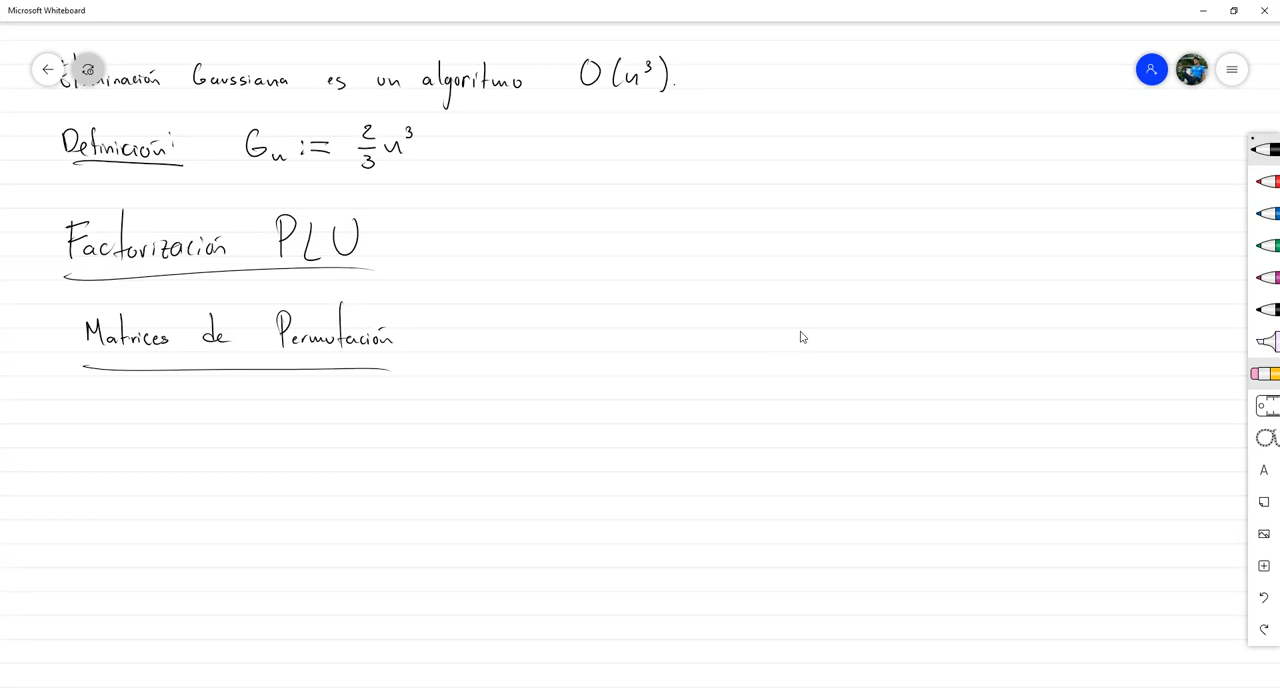 Microsoft Whiteboard
Eliminación Gaussiana es un algoritmo O(n³).
Definición: Gₙ := 2/3 n³
Factorización PLU
Matrices de Permutación
A